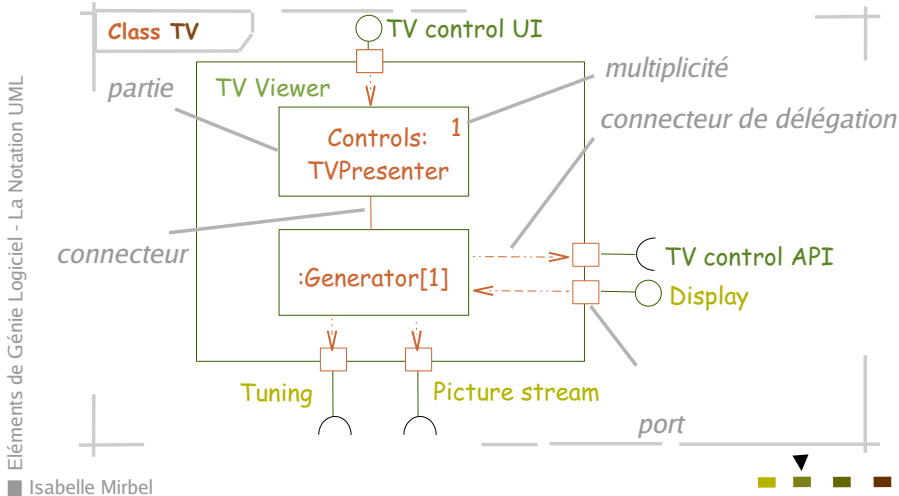 Class TV
TV control UI
partie
TV Viewer
multiplicité
Controls:
TVPresenter
1
connecteur de délégation
connecteur
:Generator[1]
TV control API
Display
Tuning
Picture stream
port
Eléments de Génie Logiciel - La Notation UML
Isabelle Mirbel